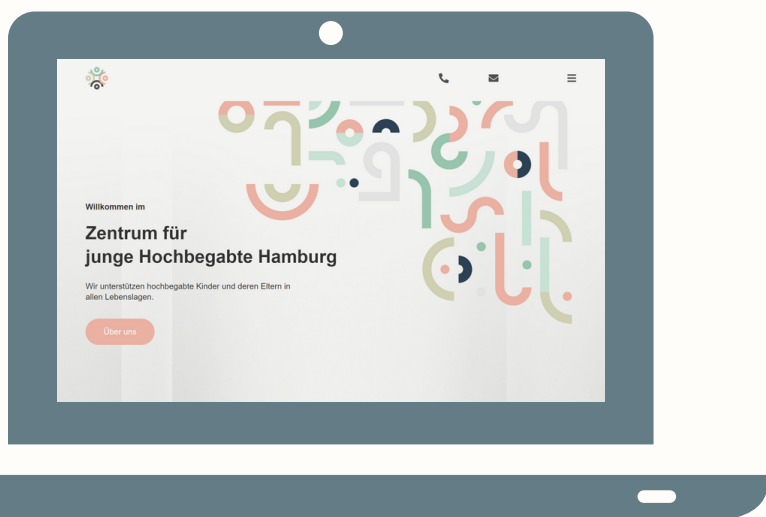 Willkommen im
Zentrum für
junge Hochbegabte Hamburg
Wir unterstützen hochbegabte Kinder und deren Eltern in
allen Lebenslagen.
Über uns